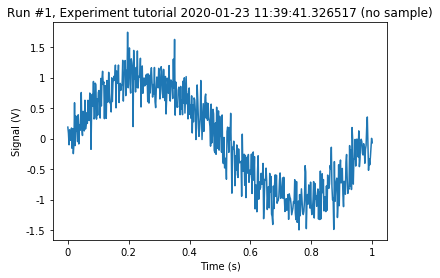 Run #1, Experiment tutorial 2020-01-23 11:39:41.326517 (no sample)
Signal (V)
1.5
1
0.5
0
-0.5
-1
-1.5
0 0.2 0.4 0.6 0.8 1
Time (s)